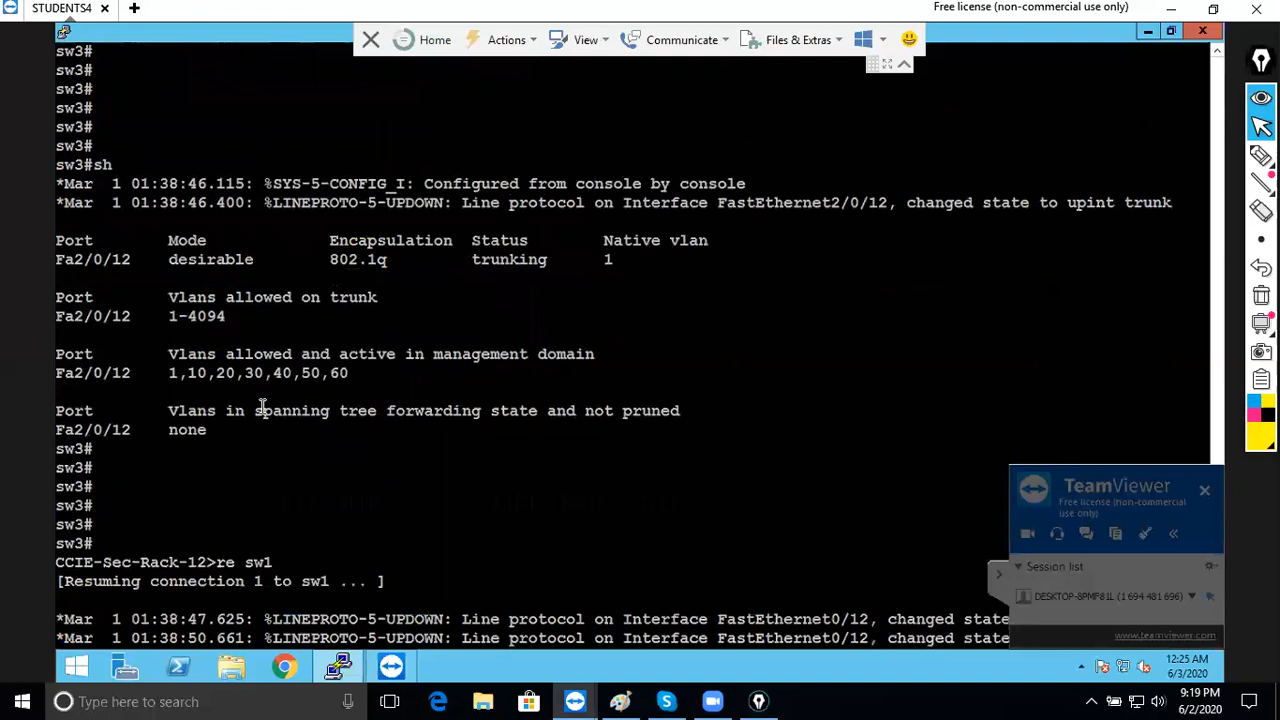 STUDENTS4
Free license (non-commercial use only)
Home
Actions
View
Communicate
Files & Extras
sw3#
sw3#
sw3#
sw3#
sw3#
sw3#
sw3#sh
*Mar  1 01:38:46.115: %SYS-5-CONFIG_I: Configured from console by console
*Mar  1 01:38:46.400: %LINEPROTO-5-UPDOWN: Line protocol on Interface FastEthernet2/0/12, changed state to upint trunk
Port        Mode             Encapsulation  Status        Native vlan
Fa2/0/12    desirable        802.1q         trunking      1
Port        Vlans allowed on trunk
Fa2/0/12    1-4094
Port        Vlans allowed and active in management domain
Fa2/0/12    1,10,20,30,40,50,60
Port        Vlans in spanning tree forwarding state and not pruned
Fa2/0/12    none
sw3#
sw3#
sw3#
sw3#
sw3#
sw3#
CCIE-Sec-Rack-12>re sw1
[Resuming connection 1 to sw1 ... ]
*Mar  1 01:38:47.625: %LINEPROTO-5-UPDOWN: Line protocol on Interface FastEthernet0/12, changed state
*Mar  1 01:38:50.661: %LINEPROTO-5-UPDOWN: Line protocol on Interface FastEthernet0/12, changed state
TeamViewer
Free license (non-commercial
use only)
Session list
DESKTOP-8PMF81L (1 694 481 696)
www.teamviewer.com
12:25 AM
6/3/2020
Type here to search
9:19 PM
6/2/2020